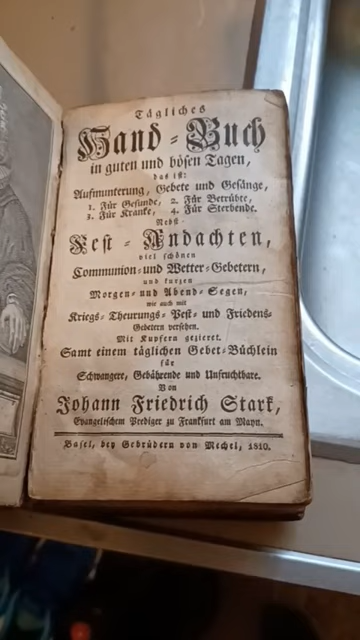 Tägliches
Hand-Buch
in guten und bösen Tagen,
das ist:
Aufmunterung, Gebete und Gesänge,
1. Für Gesunde, 2. Für Betrübte,
3. Für Kranke, 4. Für Sterbende.
Nebst
Fest-Andachten,
viel schönen
Communion- und Wetter-Gebetern,
und kurzen
Morgen- und Abend-Segen,
wie auch mit
Kriegs- Theurungs- Pest- und Friedens-
Gebetern versehen.
Mit Kupfern gezieret.
Samt einem täglichen Gebet-Büchlein
für
Schwangere, Gebährende und Unfruchtbare.
Von
Johann Friedrich Stark,
Evangelischem Prediger zu Frankfurt am Mayn.
Basel, bey Gebrüdern von Mechel, 1810.